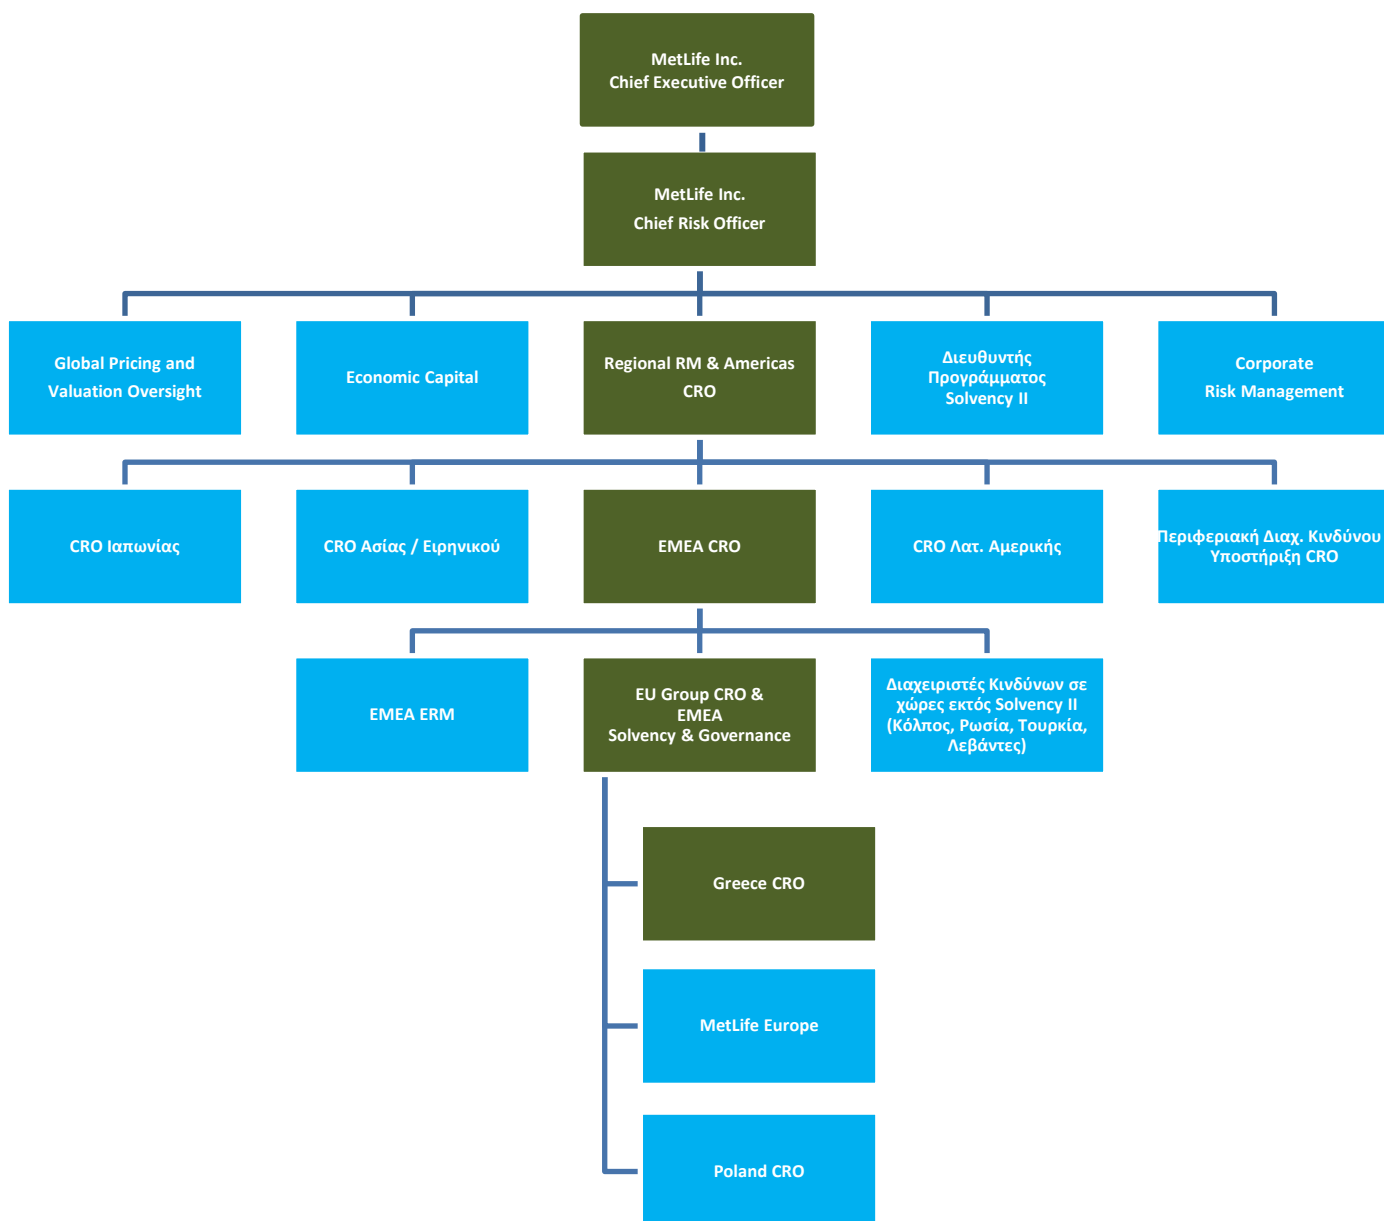 MetLife Inc.
Chief Executive Officer
MetLife Inc.
Chief Risk Officer
Global Pricing and
Valuation Oversight
Economic Capital
Regional RM & Americas
CRO
Διευθυντής
Προγράμματος
Solvency II
Corporate
Risk Management
CRO Ιαπωνίας
CRO Ασίας / Ειρηνικού
EMEA CRO
CRO Λατ. Αμερικής
Περιφεριακή Διαχ. Κινδύνου
Υποστήριξη CRO
EMEA ERM
EU Group CRO &
EMEA
Solvency & Governance
Διαχειριστές Κινδύνων σε
χώρες εκτός Solvency II
(Κόλπος, Ρωσία, Τουρκία,
Λεβάντες)
Greece CRO
MetLife Europe
Poland CRO